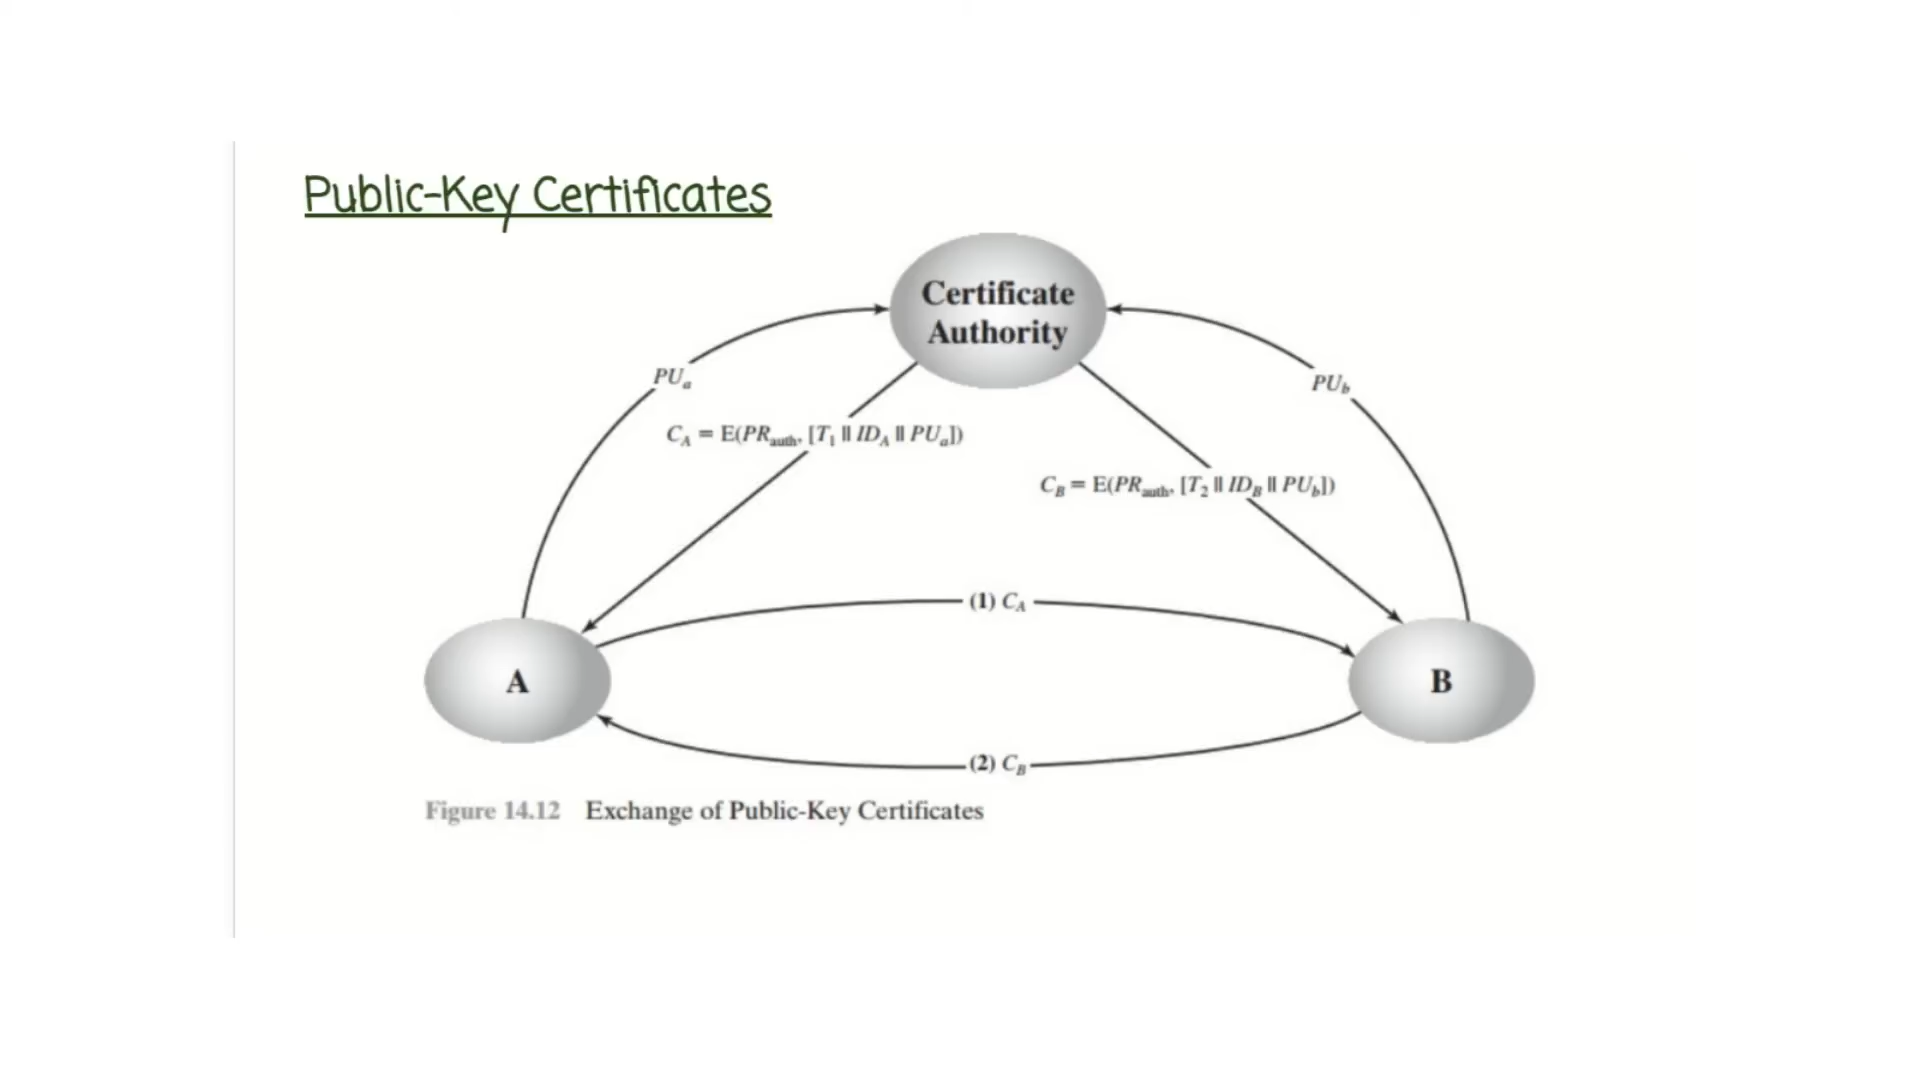 Public-Key Certificates
Certificate
Authority
PUa
PUb
CA = E(PRauth, [T1 || IDA || PUa])
CB = E(PRauth, [T2 || IDB || PUb])
(1) CA
A
B
(2) CB
Figure 14.12 Exchange of Public-Key Certificates